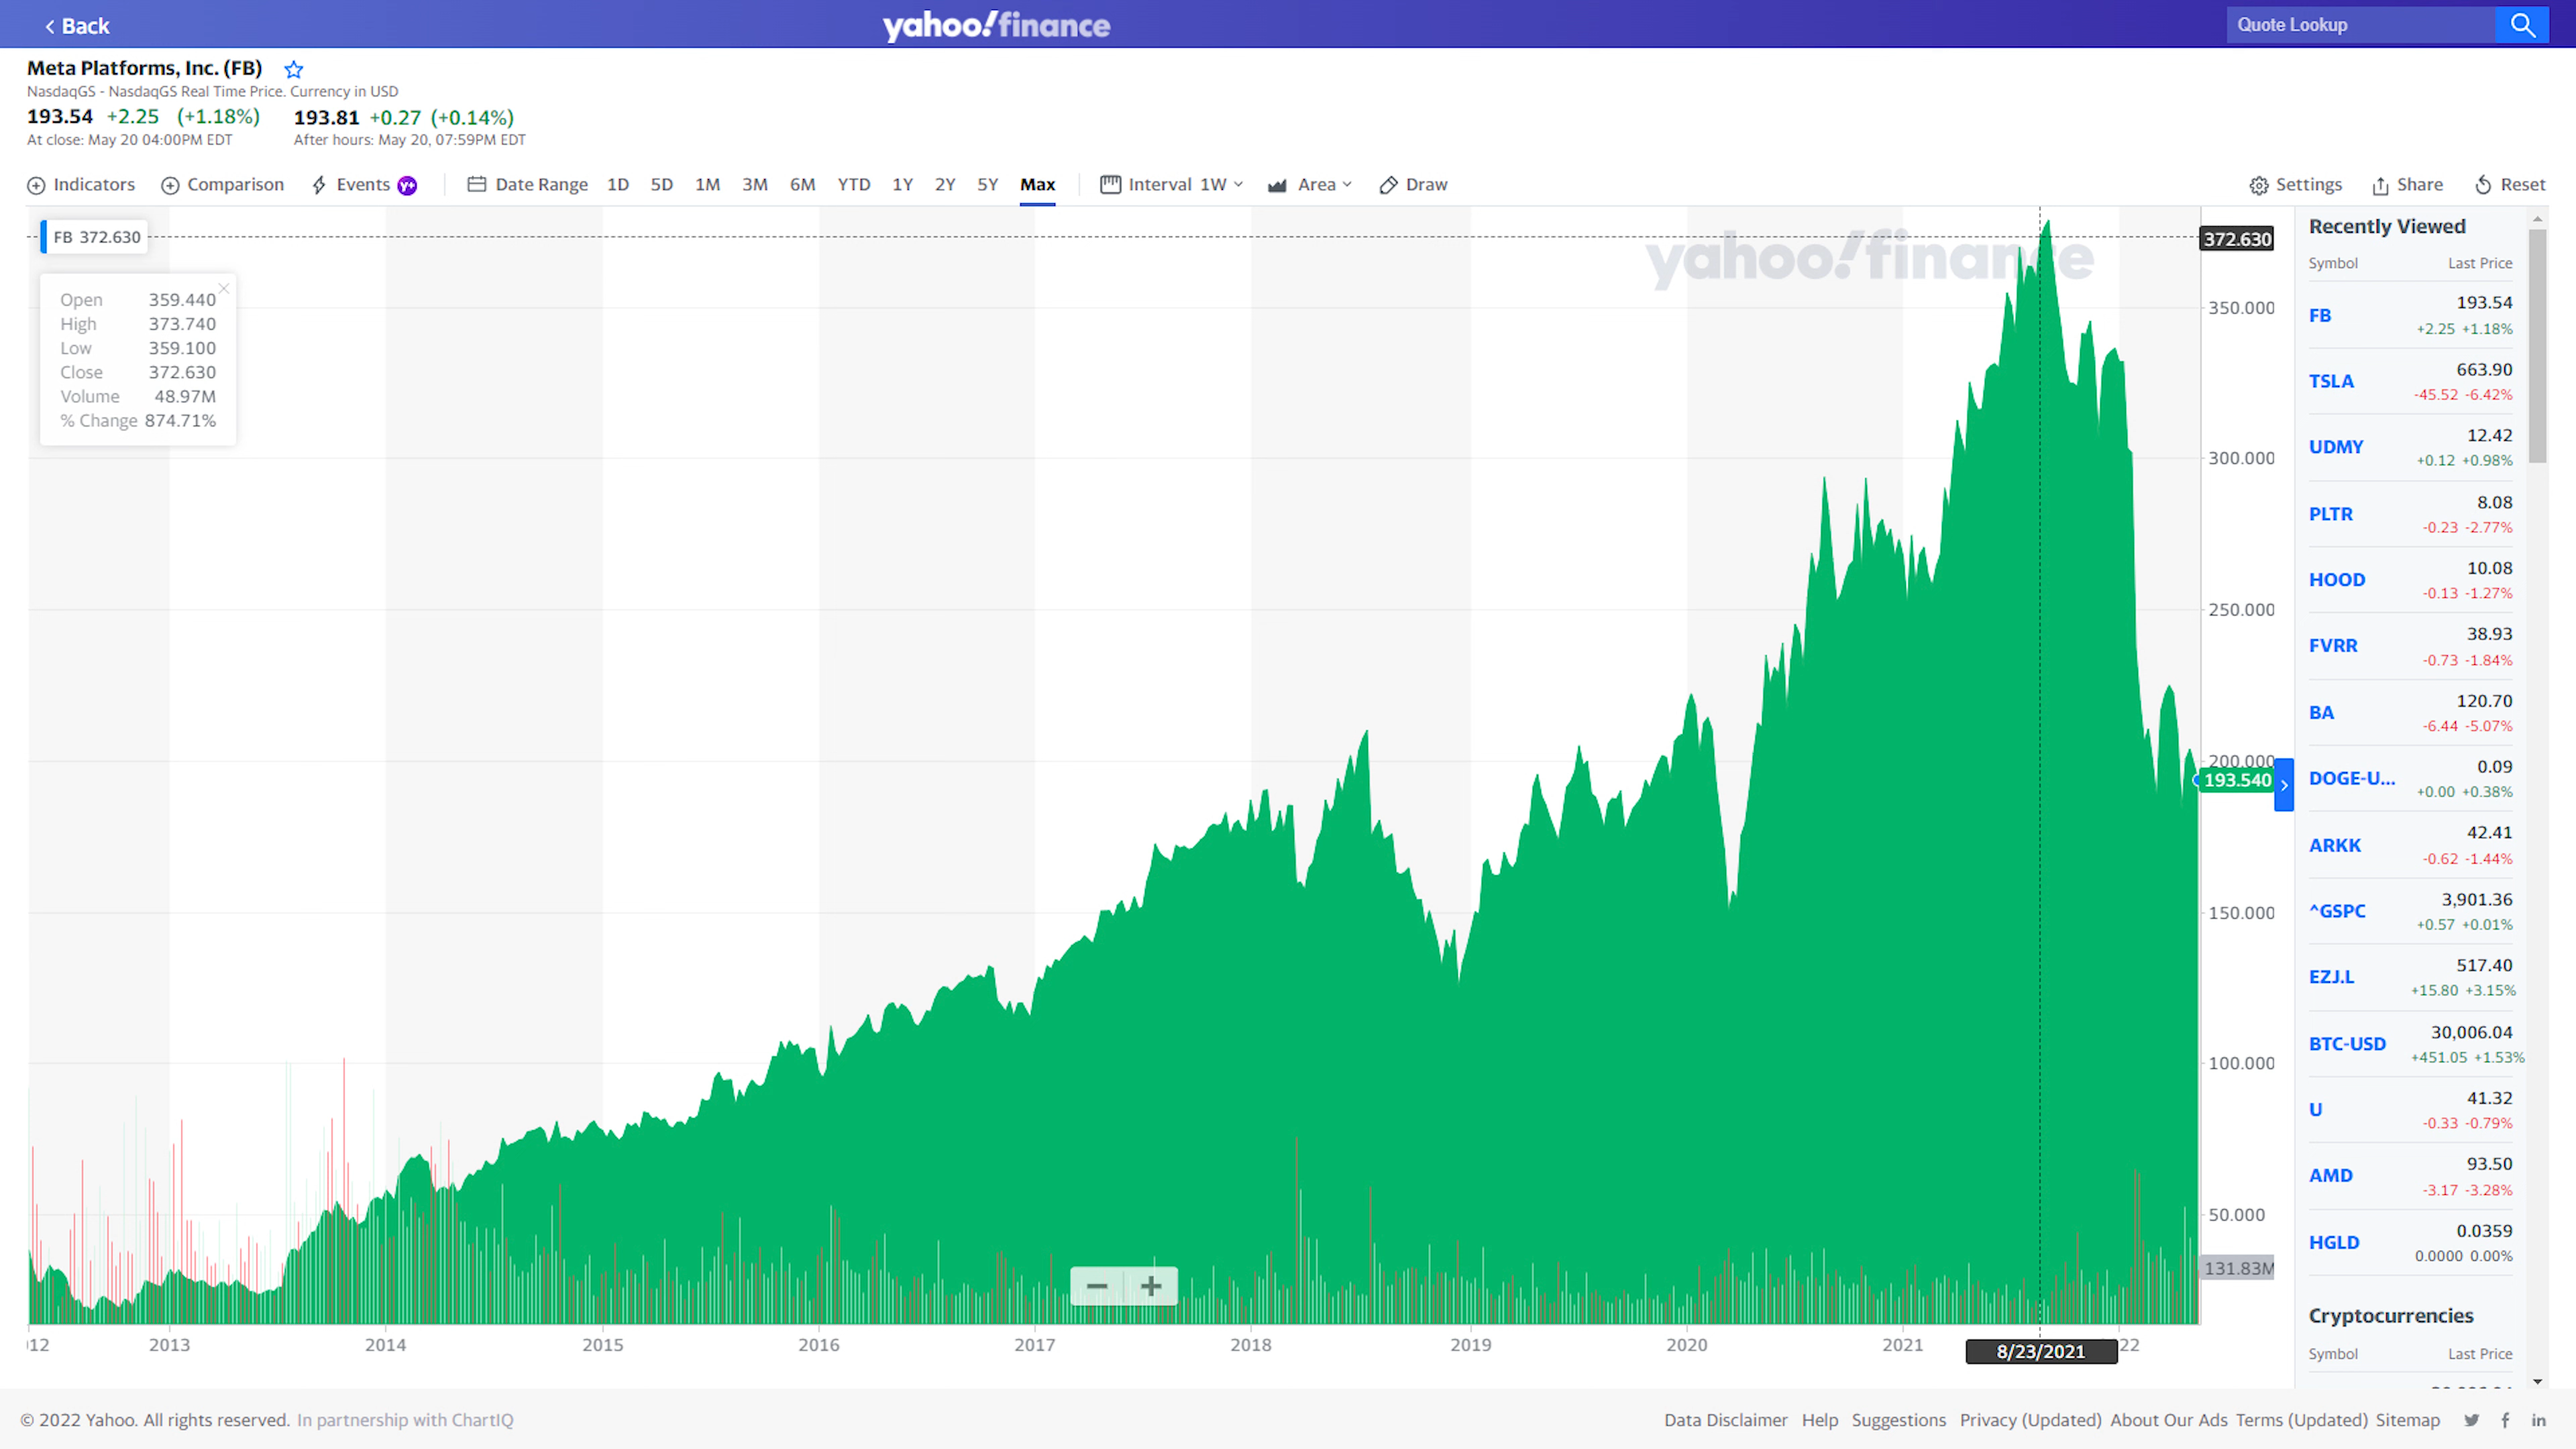 Back
yahoo!finance
Quote Lookup
Meta Platforms, Inc. (FB)
NasdaqGS - NasdaqGS Real Time Price. Currency in USD
193.54 +2.25 (+1.18%) 193.81 +0.27 (+0.14%)
At close: May 20 04:00PM EDT After hours: May 20, 07:59PM EDT
Indicators Comparison Events y+ Date Range 1D 5D 1M 3M 6M YTD 1Y 2Y 5Y Max Interval 1W Area Draw Settings Share Reset
FB 372.630
Open 359.440
High 373.740
Low 359.100
Close 372.630
Volume 48.97M
% Change 874.71%
yahoo!finance
372.630
350.000
300.000
250.000
200.000
193.540
150.000
100.000
50.000
131.83M
12 2013 2014 2015 2016 2017 2018 2019 2020 2021 8/23/2021 22
Recently Viewed
Symbol Last Price
FB 193.54
+2.25 +1.18%
TSLA 663.90
-45.52 -6.42%
UDMY 12.42
+0.12 +0.98%
PLTR 8.08
-0.23 -2.77%
HOOD 10.08
-0.13 -1.27%
FVRR 38.93
-0.73 -1.84%
BA 120.70
-6.44 -5.07%
DOGE-U... 0.09
+0.00 +0.38%
ARKK 42.41
-0.62 -1.44%
^GSPC 3,901.36
+0.57 +0.01%
EZJ.L 517.40
+15.80 +3.15%
BTC-USD 30,006.04
+451.05 +1.53%
U 41.32
-0.33 -0.79%
AMD 93.50
-3.17 -3.28%
HGLD 0.0359
0.0000 0.00%
Cryptocurrencies
Symbol Last Price
© 2022 Yahoo. All rights reserved. In partnership with ChartIQ
Data Disclaimer Help Suggestions Privacy (Updated) About Our Ads Terms (Updated) Sitemap